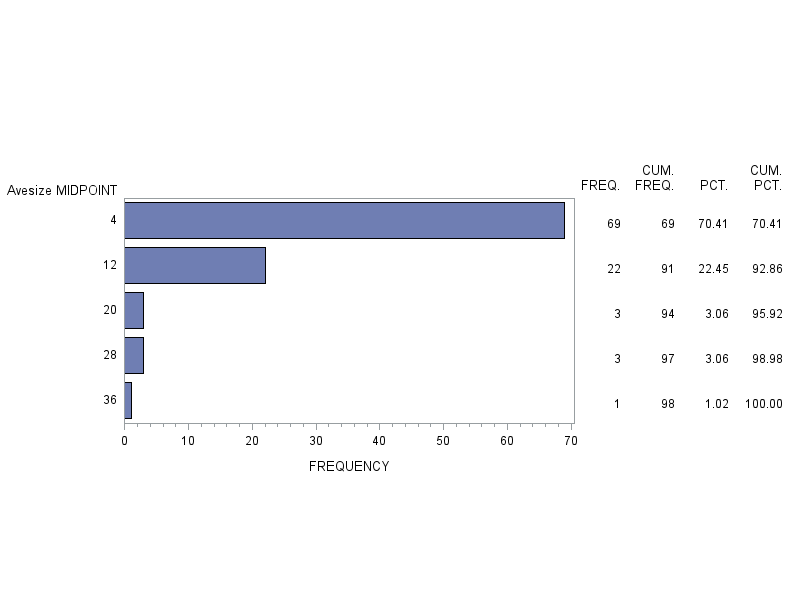 CUM. CUM.
FREQ. FREQ. PCT. PCT.
Avesize MIDPOINT
4 69 69 70.41 70.41
12 22 91 22.45 92.86
20 3 94 3.06 95.92
28 3 97 3.06 98.98
36 1 98 1.02 100.00
0 10 20 30 40 50 60 70
FREQUENCY